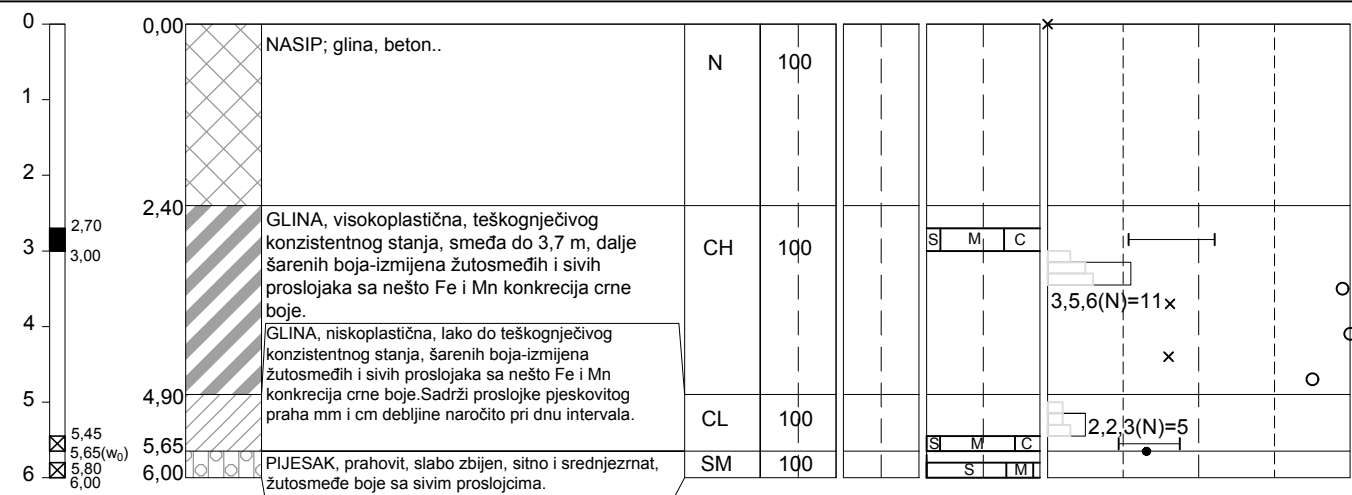 0
0,00
NASIP; glina, beton..
N
100
1
2
2,40
2,70
3
3,00
GLINA, visokoplastična, teškognječivog
konzistentnog stanja, smeđa do 3,7 m, dalje
šarenih boja-izmijena žutosmeđih i sivih
proslojaka sa nešto Fe i Mn konkrecija crne
boje.
CH
100
S M C
3,5,6(N)=11
4
GLINA, niskoplastična, lako do teškognječivog
konzistentnog stanja, šarenih boja-izmijena
žutosmeđih i sivih proslojaka sa nešto Fe i Mn
konkrecija crne boje.Sadrži proslojke pjeskovitog
praha mm i cm debljine naročito pri dnu intervala.
4,90
5
CL
100
2,2,3(N)=5
5,45
5,65(w0)
5,65
S M C
5,80
6
6,00
6,00
PIJESAK, prahovit, slabo zbijen, sitno i srednjezrnat,
žutosmeđe boje sa sivim proslojcima.
SM
100
S M